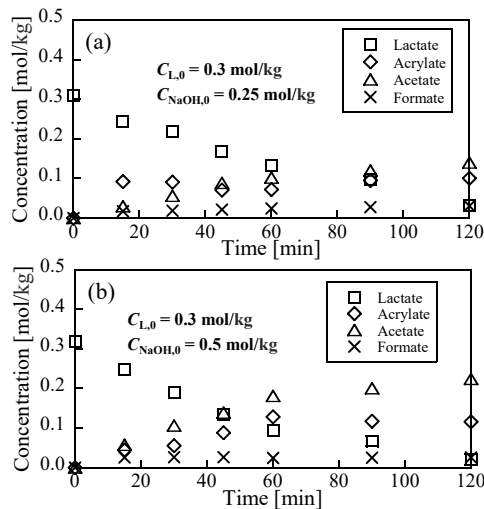 (a)
C_L,0 = 0.3 mol/kg
C_NaOH,0 = 0.25 mol/kg
Lactate
Acrylate
Acetate
Formate
Concentration [mol/kg]
0.5
0.4
0.3
0.2
0.1
0.0
0 20 40 60 80 100 120
Time [min]
(b)
C_L,0 = 0.3 mol/kg
C_NaOH,0 = 0.5 mol/kg
Lactate
Acrylate
Acetate
Formate
Concentration [mol/kg]
0.5
0.4
0.3
0.2
0.1
0.0
0 20 40 60 80 100 120
Time [min]